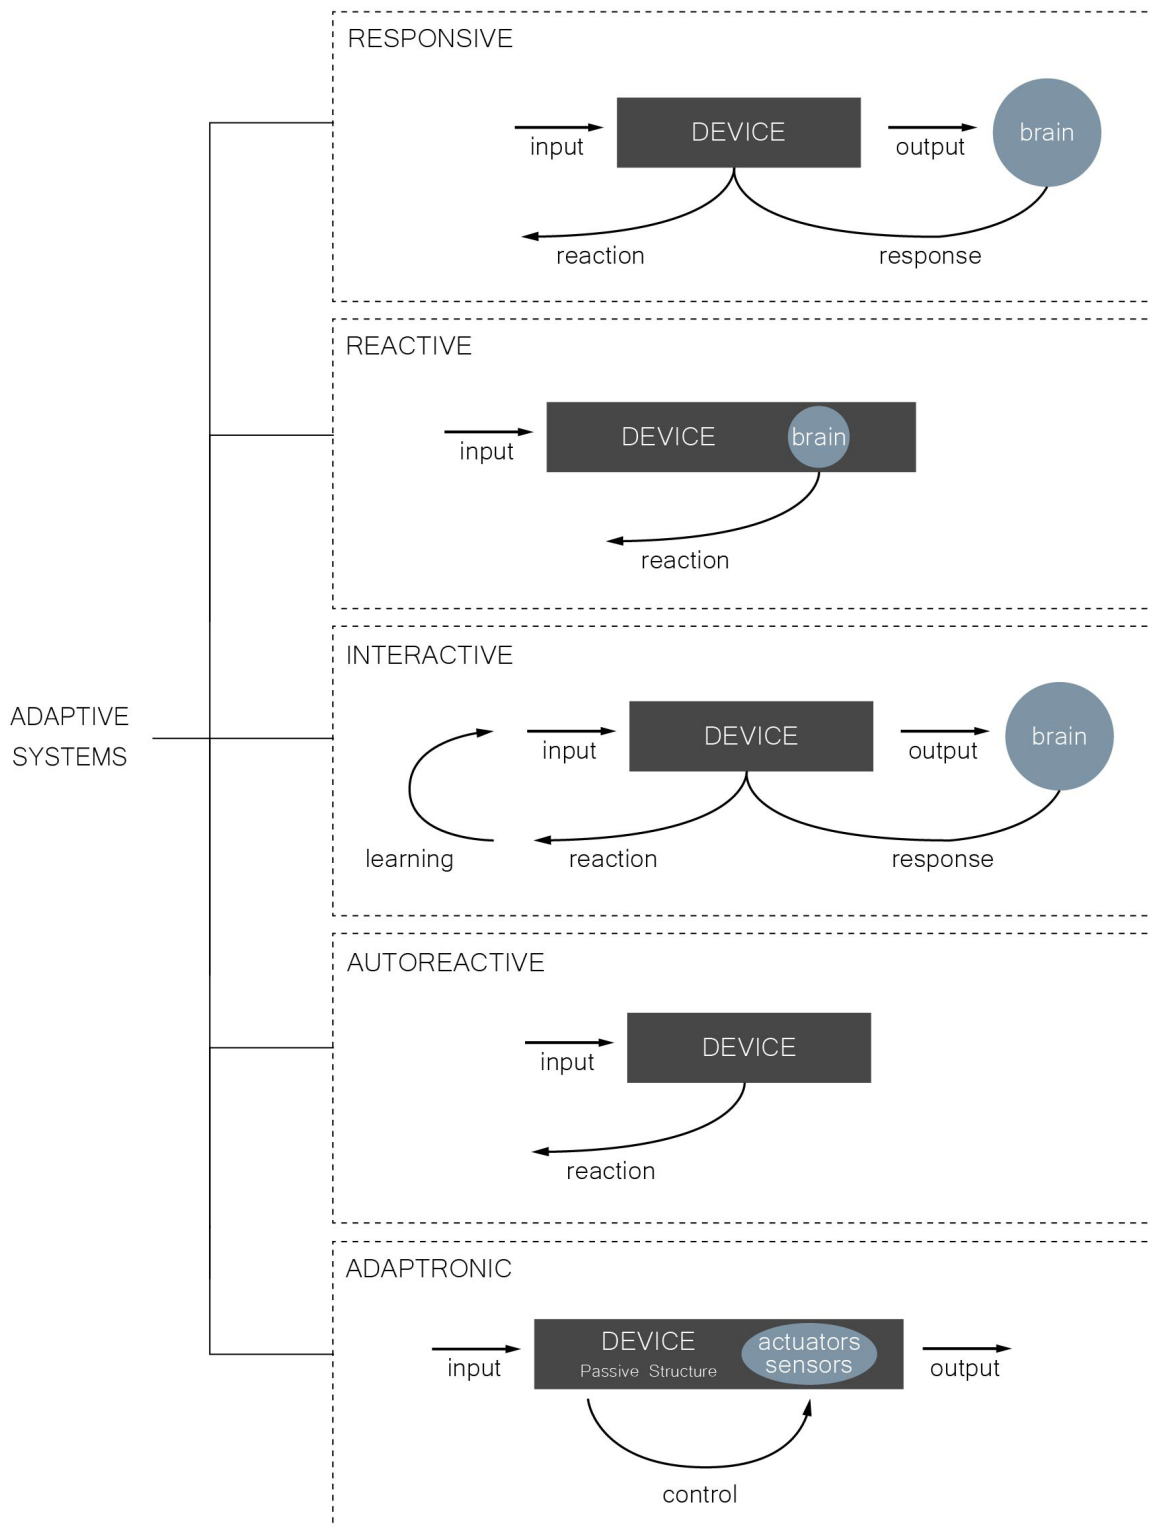 RESPONSIVE
input
DEVICE
output
brain
reaction
response
REACTIVE
input
DEVICE
brain
reaction
ADAPTIVE
SYSTEMS
INTERACTIVE
input
DEVICE
output
brain
learning
reaction
response
AUTOREACTIVE
input
DEVICE
reaction
ADAPTRONIC
input
DEVICE
Passive Structure
actuators
sensors
output
control